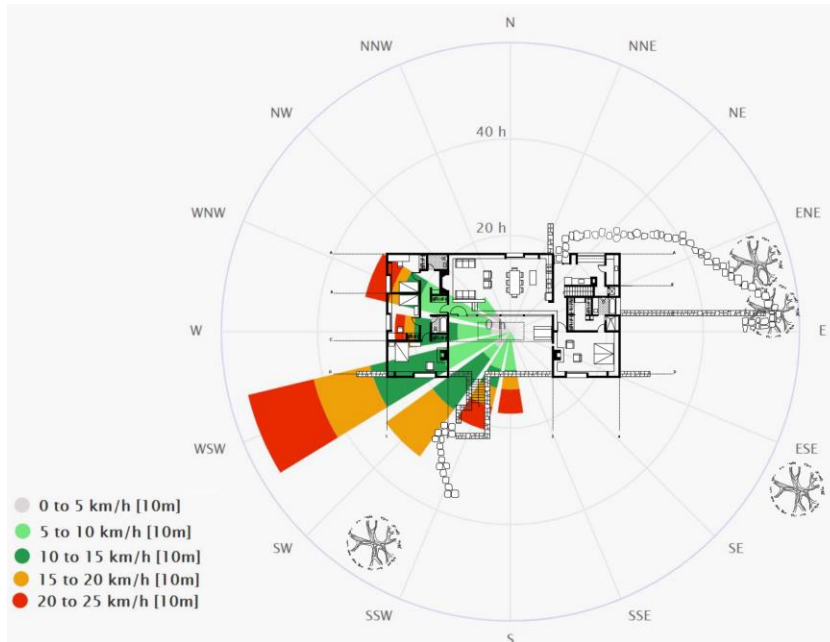 N
NNW
NNE
NW
NE
40 h
WNW
ENE
20 h
W
0 h
E
WSW
ESE
0 to 5 km/h [10m]
5 to 10 km/h [10m]
10 to 15 km/h [10m]
15 to 20 km/h [10m]
20 to 25 km/h [10m]
SW
SE
SSW
SSE
S